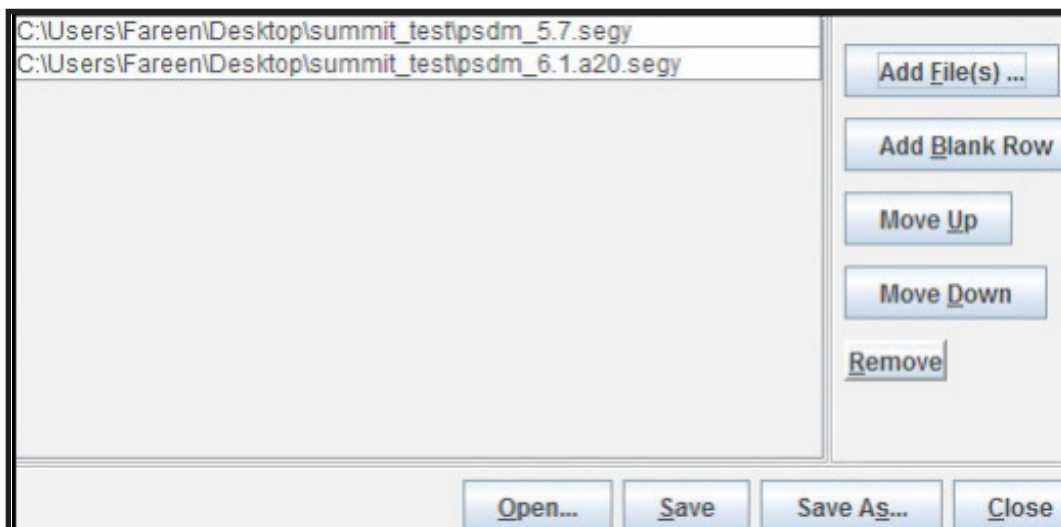 C:\Users\Fareen\Desktop\summit_test\psdm_5.7.segy
C:\Users\Fareen\Desktop\summit_test\psdm_6.1.a20.segy
Add File(s) ...
Add Blank Row
Move Up
Move Down
Remove
Open... Save Save As... Close